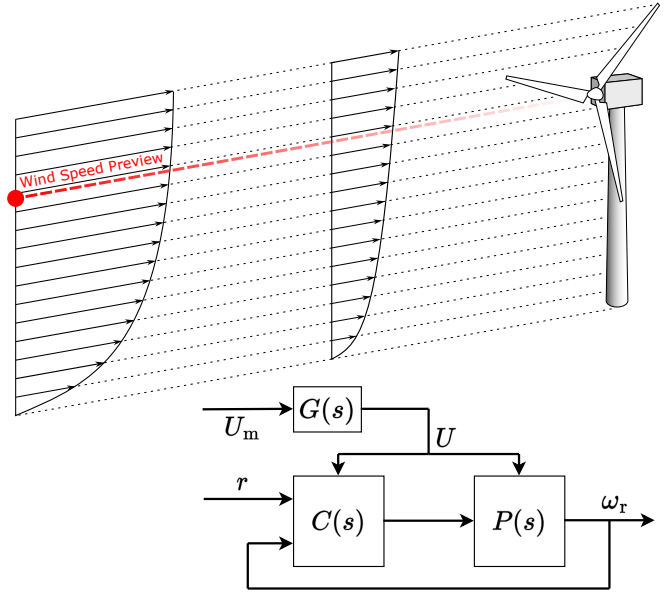 Wind Speed Preview
U_m
G(s)
U
r
C(s)
P(s)
ω_r